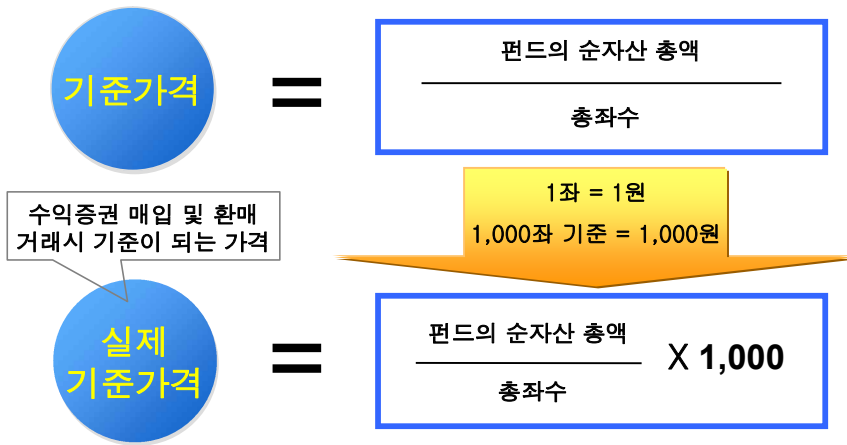 기준가격
=
펀드의 순자산 총액
총좌수
1좌 = 1원
1,000좌 기준 = 1,000원
수익증권 매입 및 환매
거래시 기준이 되는 가격
실제
기준가격
=
펀드의 순자산 총액
총좌수
X 1,000